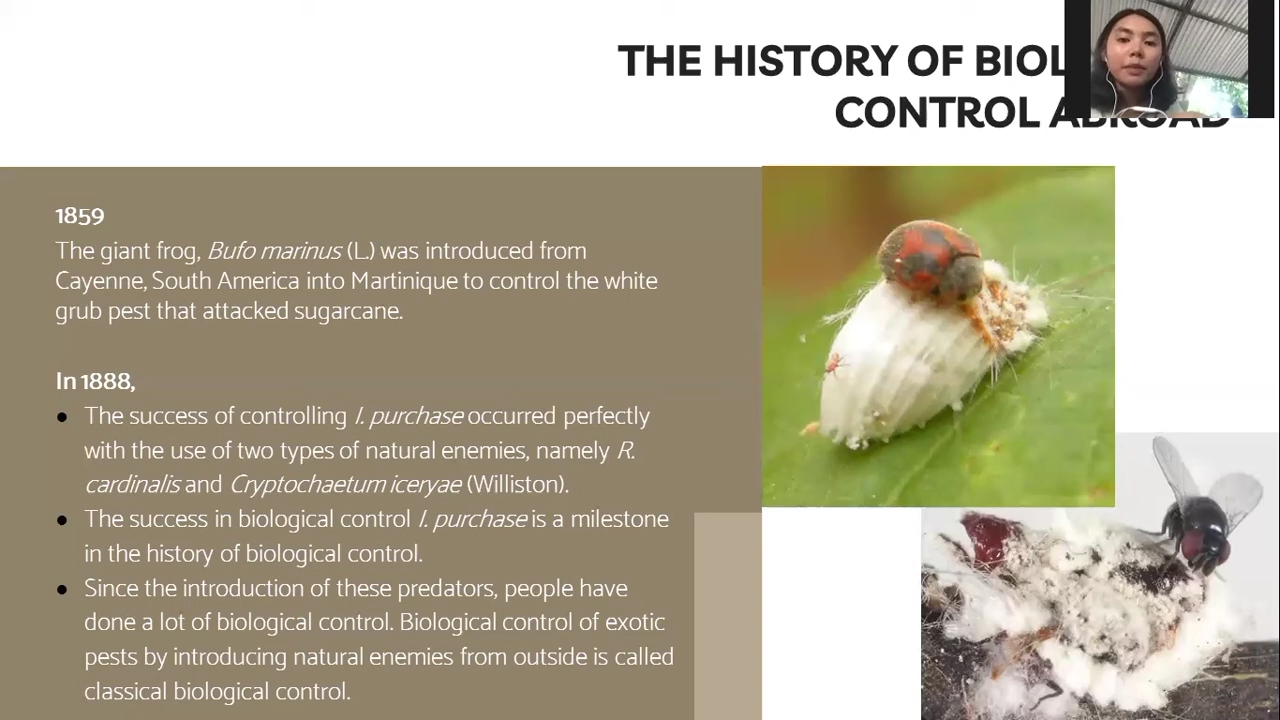 THE HISTORY OF BIOL
CONTROL ABROAD
1859
The giant frog, Bufo marinus (L.) was introduced from
Cayenne, South America into Martinique to control the white
grub pest that attacked sugarcane.
In 1888,
● The success of controlling I. purchase occurred perfectly
with the use of two types of natural enemies, namely R.
cardinalis and Cryptochaetum iceryae (Williston).
● The success in biological control I. purchase is a milestone
in the history of biological control.
● Since the introduction of these predators, people have
done a lot of biological control. Biological control of exotic
pests by introducing natural enemies from outside is called
classical biological control.